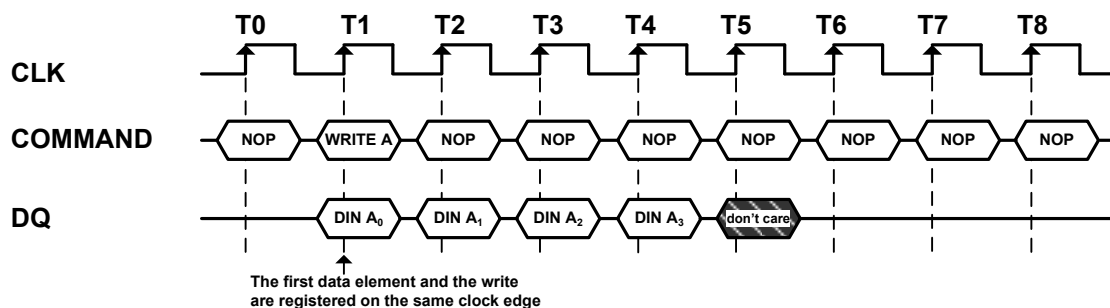 T0 T1 T2 T3 T4 T5 T6 T7 T8
CLK
COMMAND NOP WRITE A NOP NOP NOP NOP NOP NOP NOP
DQ DIN A₀ DIN A₁ DIN A₂ DIN A₃ don't care
The first data element and the write
are registered on the same clock edge